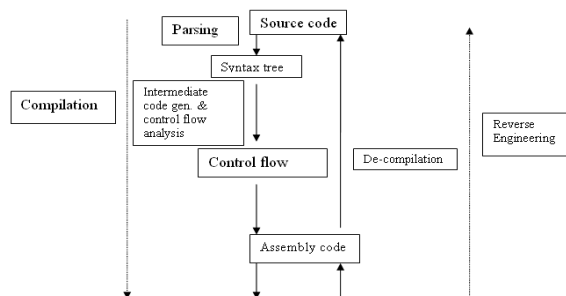 Source code
Parsing
Syntax tree
Intermediate
code gen. &
control flow
analysis
Compilation
Reverse
Engineering
Control flow
De-compilation
Assembly code